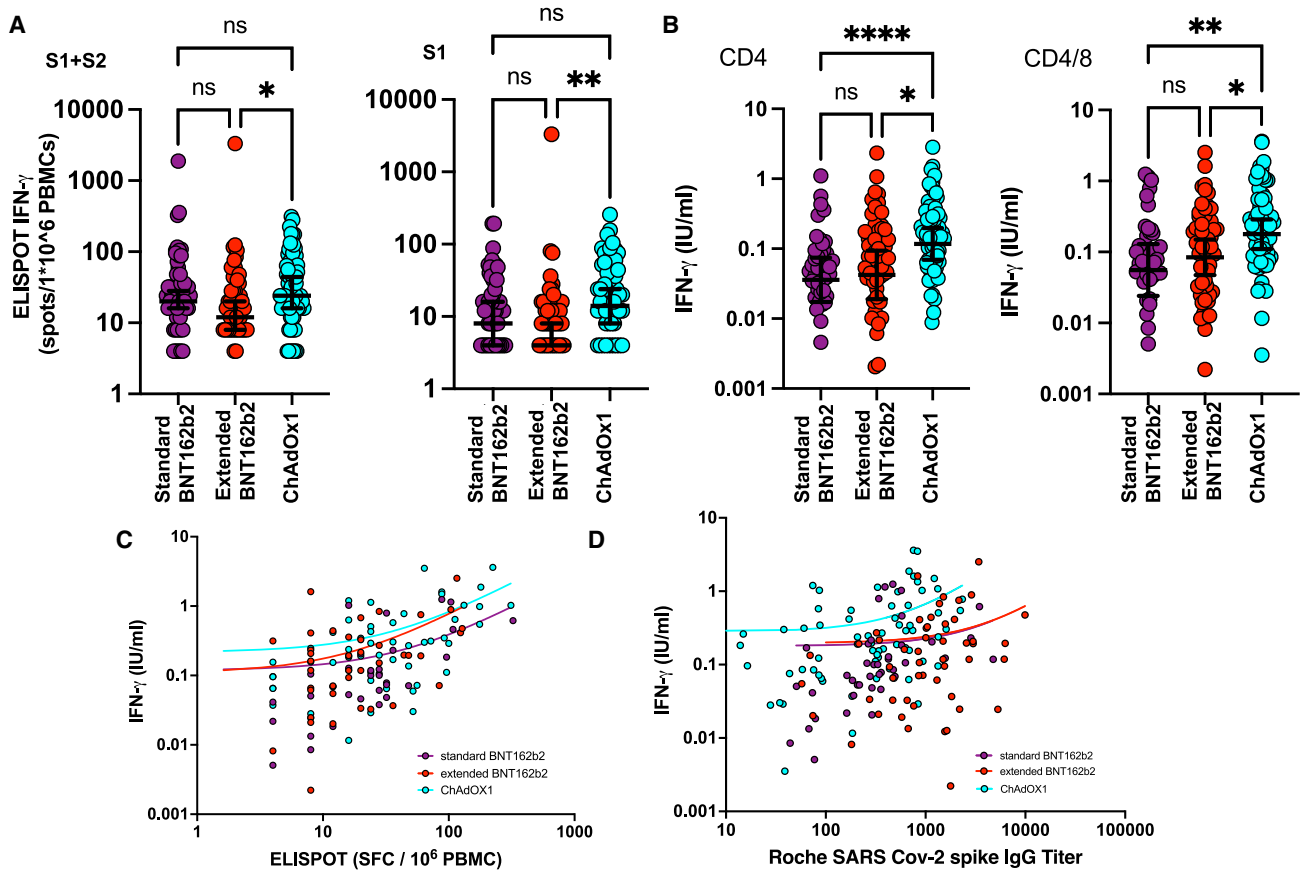 A
S1+S2
ns
ns
*
ELISPOT IFN-γ
(spots/1*10^6 PBMCs)
10000
1000
100
10
1
Standard
BNT162b2
Extended
BNT162b2
ChAdOx1
S1
ns
ns
**
10000
1000
100
10
1
Standard
BNT162b2
Extended
BNT162b2
ChAdOx1
B
CD4
****
ns
*
IFN-γ (IU/ml)
10
1
0.1
0.01
0.001
Standard
BNT162b2
Extended
BNT162b2
ChAdOx1
CD4/8
**
ns
*
IFN-γ (IU/ml)
10
1
0.1
0.01
0.001
Standard
BNT162b2
Extended
BNT162b2
ChAdOx1
C
IFN-γ (IU/ml)
10
1
0.1
0.01
0.001
1
10
100
1000
ELISPOT (SFC / 10⁶ PBMC)
standard BNT162b2
extended BNT162b2
ChAdOX1
D
IFN-γ (IU/ml)
10
1
0.1
0.01
0.001
10
100
1000
10000
100000
Roche SARS Cov-2 spike IgG Titer
standard BNT162b2
extended BNT162b2
ChAdOX1